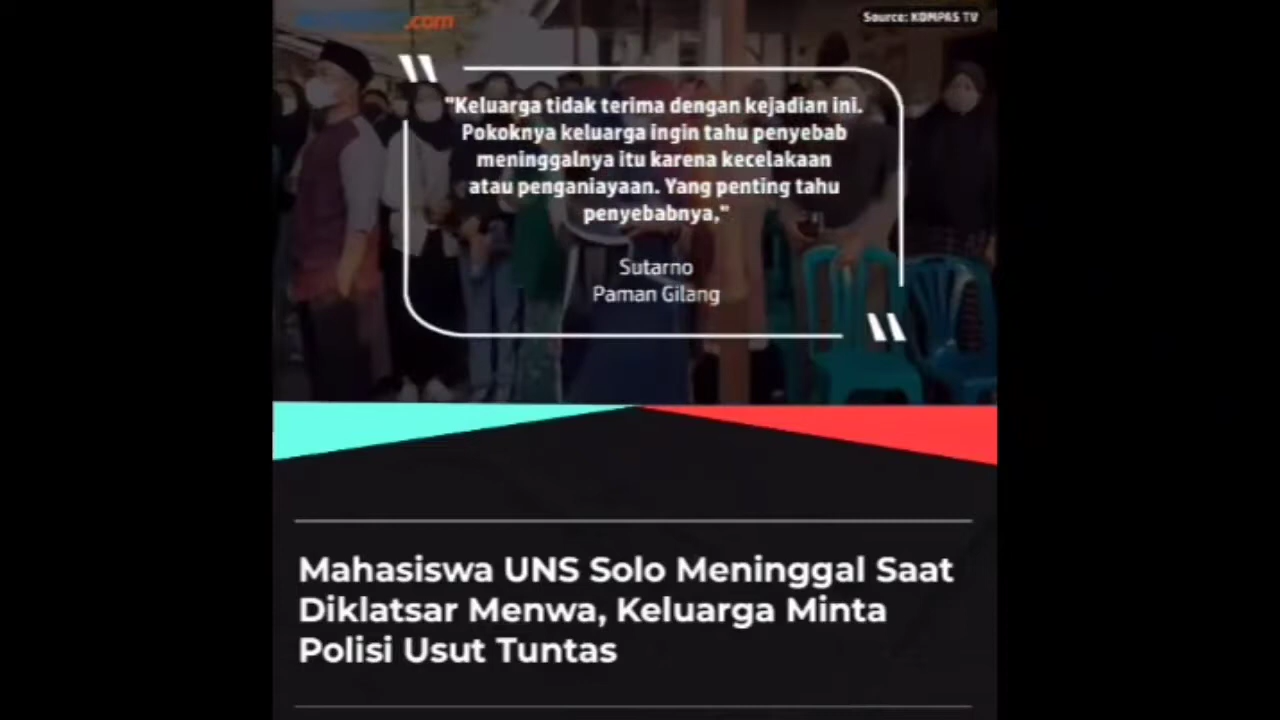 .com
Source: KOMPAS TV
"Keluarga tidak terima dengan kejadian ini.
Pokoknya keluarga ingin tahu penyebab
meninggalnya itu karena kecelakaan
atau penganiayaan. Yang penting tahu
penyebabnya,"
Sutarno
Paman Gilang
Mahasiswa UNS Solo Meninggal Saat
Diklatsar Menwa, Keluarga Minta
Polisi Usut Tuntas